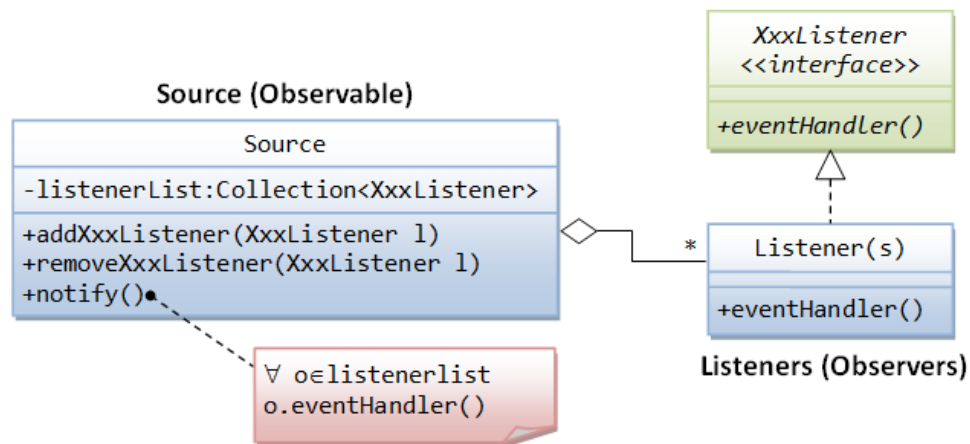 Source (Observable)
Source
-listenerList:Collection<XxxListener>
+addXxxListener(XxxListener l)
+removeXxxListener(XxxListener l)
+notify()
∀ o∈listenerlist
o.eventHandler()
XxxListener
<<interface>>
+eventHandler()
*
Listener(s)
+eventHandler()
Listeners (Observers)